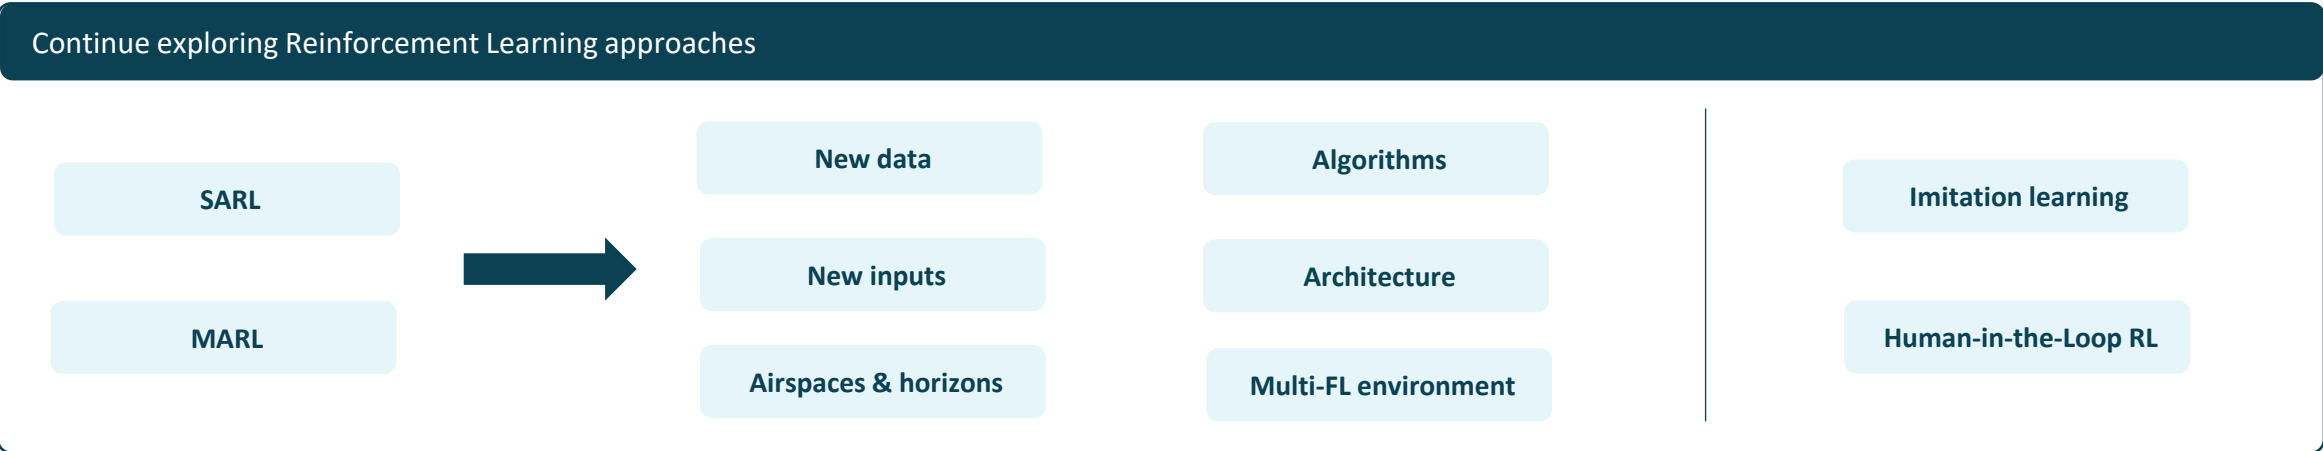 Continue exploring Reinforcement Learning approaches
SARL
MARL
New data
New inputs
Airspaces & horizons
Algorithms
Architecture
Multi-FL environment
Imitation learning
Human-in-the-Loop RL